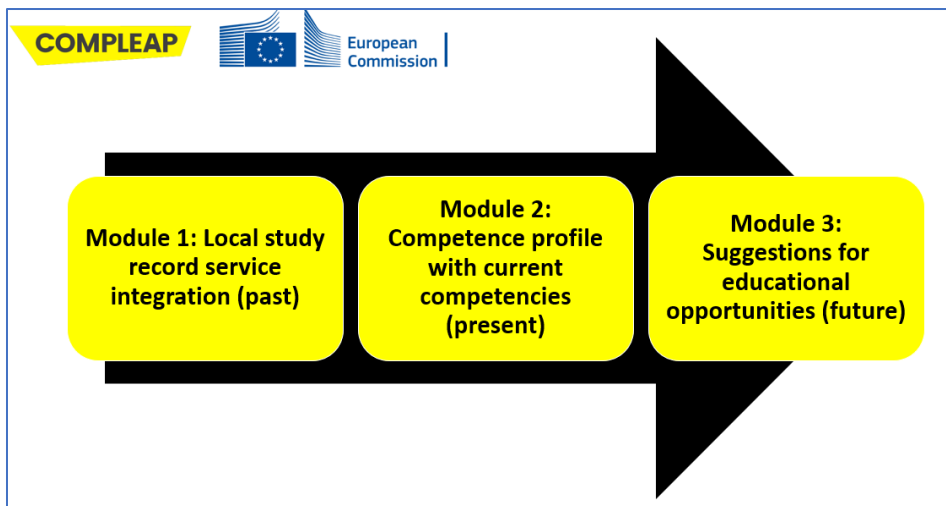 COMPLEAP
European
Commission
Module 1: Local study
record service
integration (past)
Module 2:
Competence profile
with current
competencies
(present)
Module 3:
Suggestions for
educational
opportunities (future)